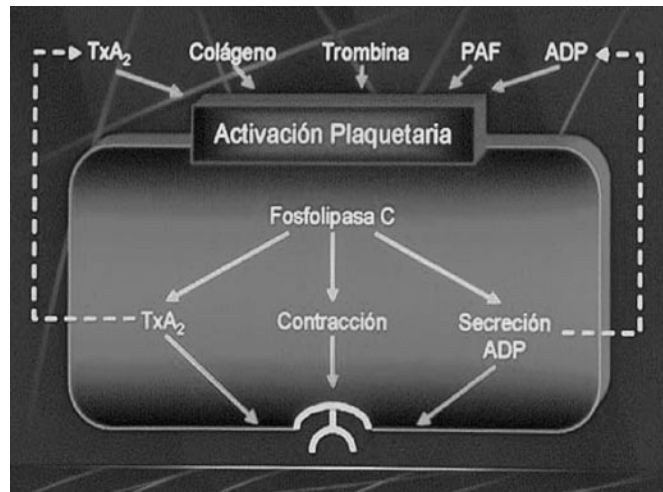 TxA2 Colágeno Trombina PAF ADP
Activación Plaquetaria
Fosfolipasa C
TxA2 Contracción Secreción
ADP